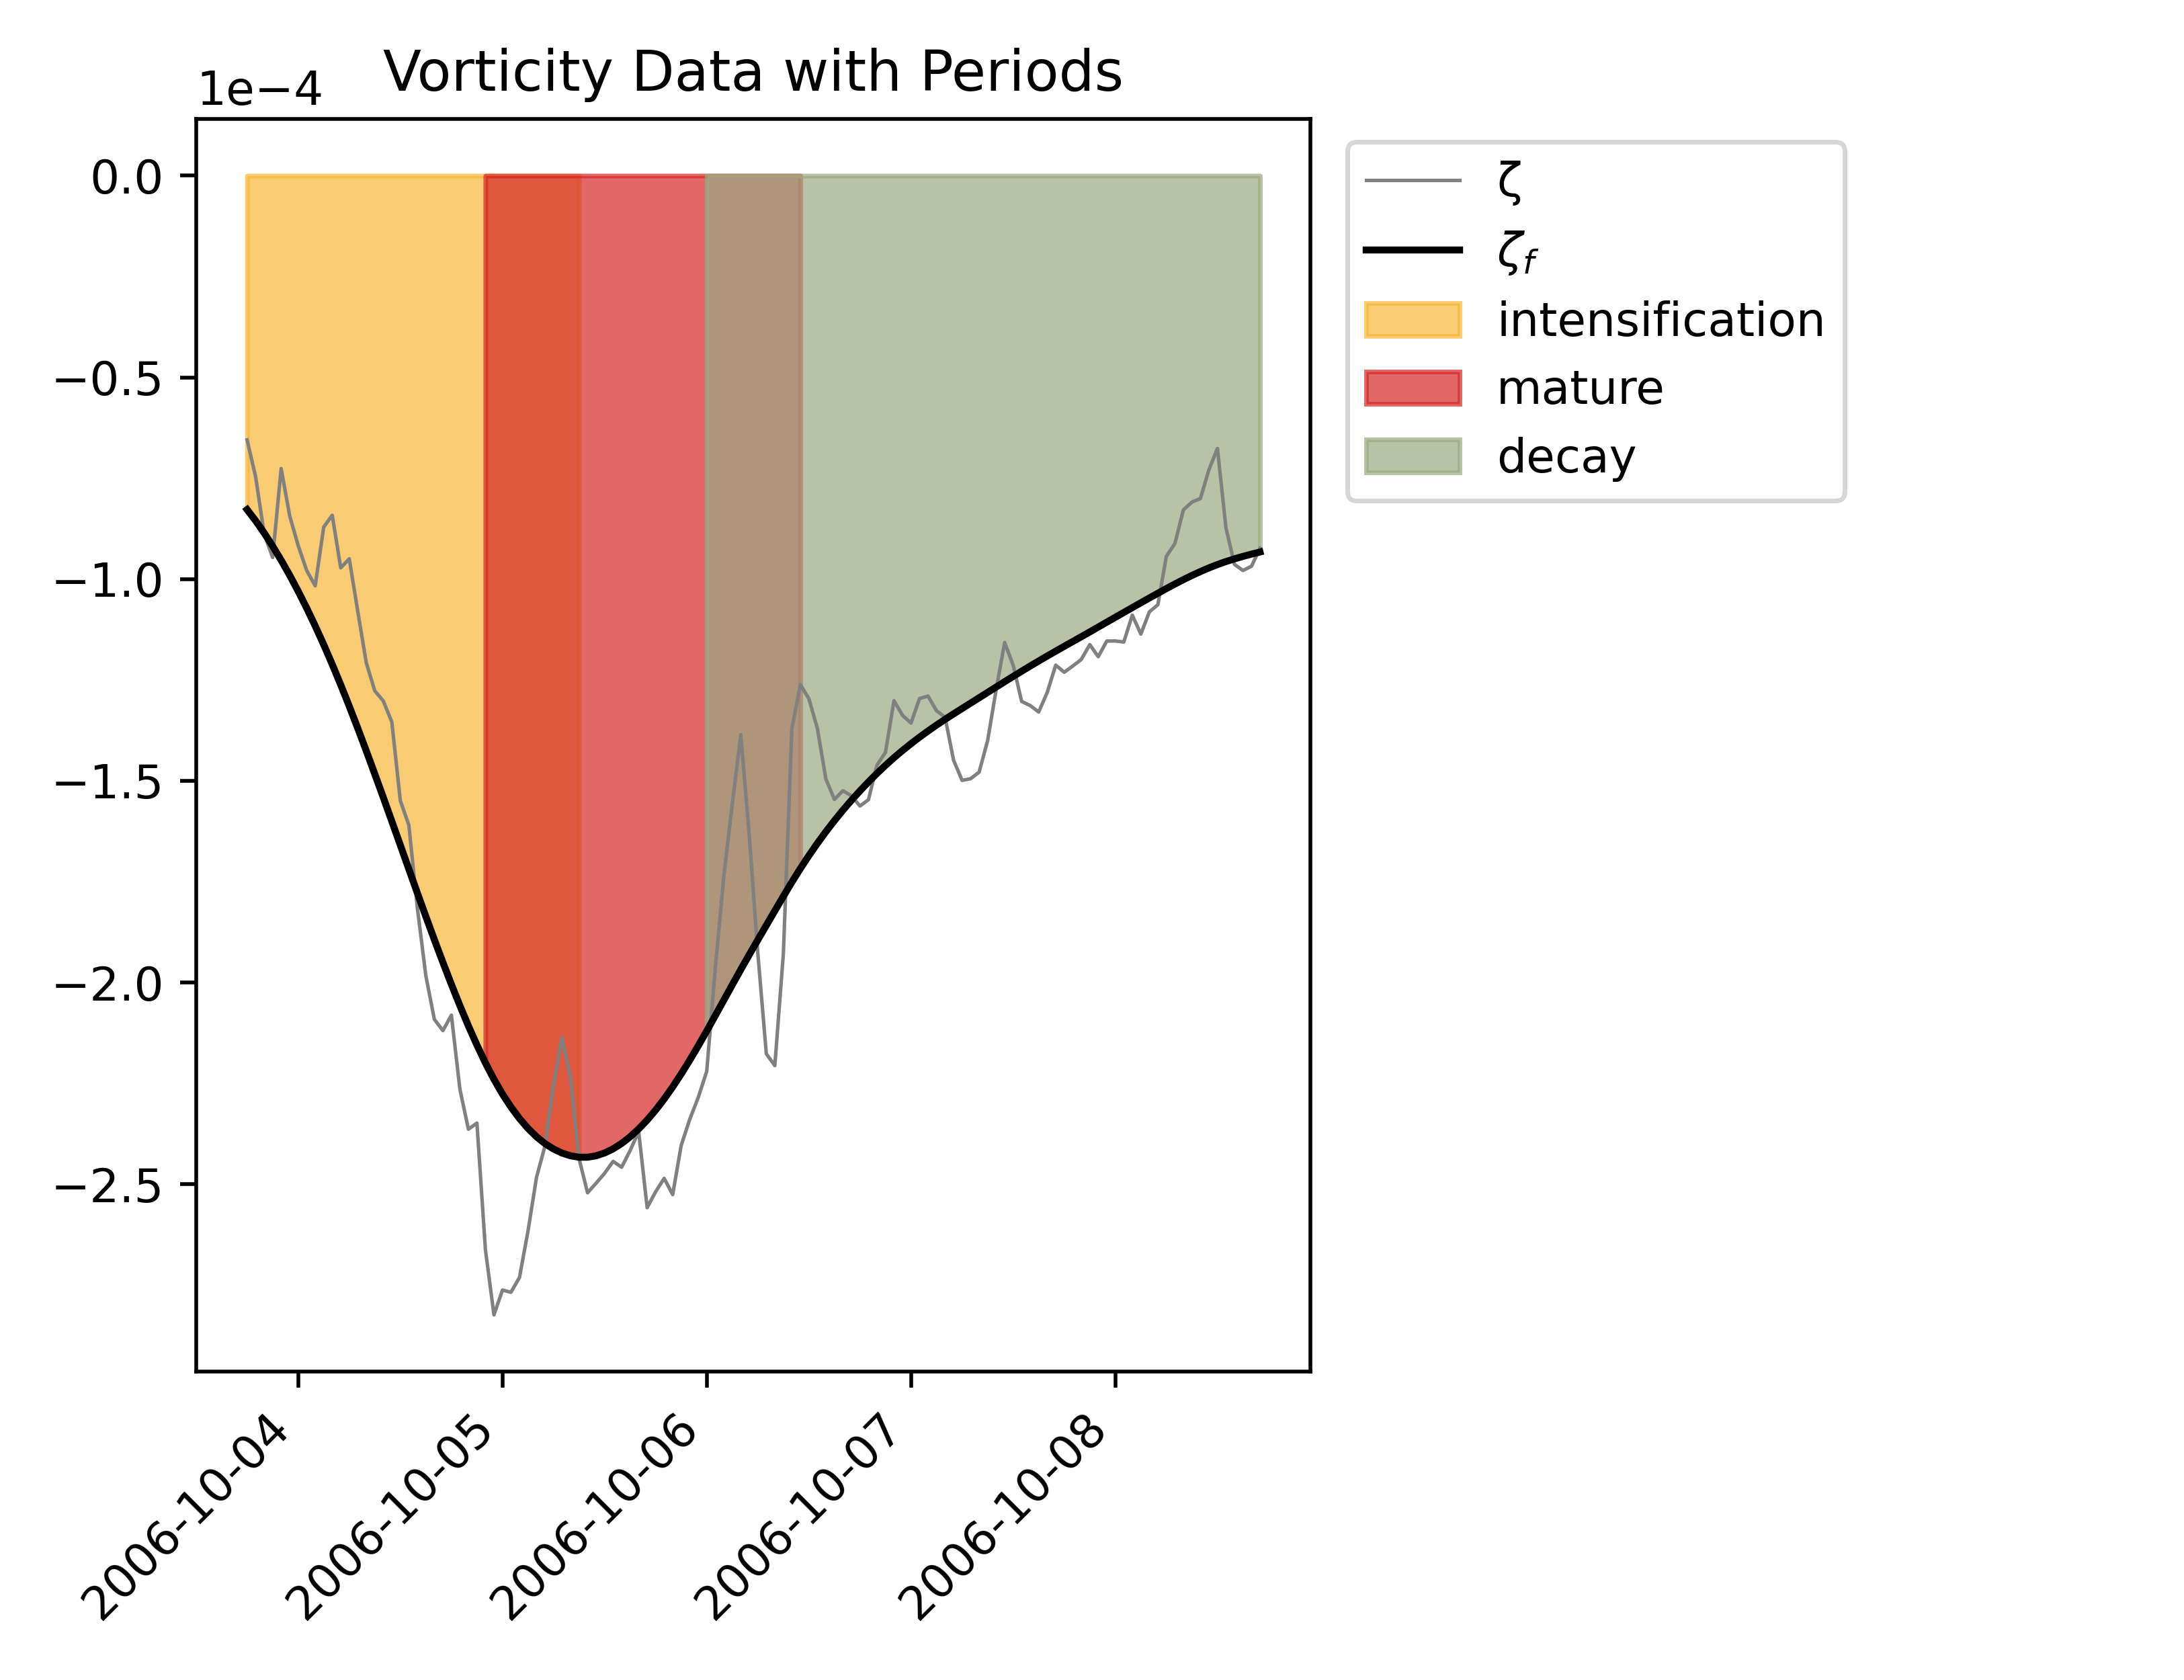 Vorticity Data with Periods
1e−4
0.0
−0.5
−1.0
−1.5
−2.0
−2.5
2006-10-04
2006-10-05
2006-10-06
2006-10-07
2006-10-08
ζ
ζf
intensification
mature
decay